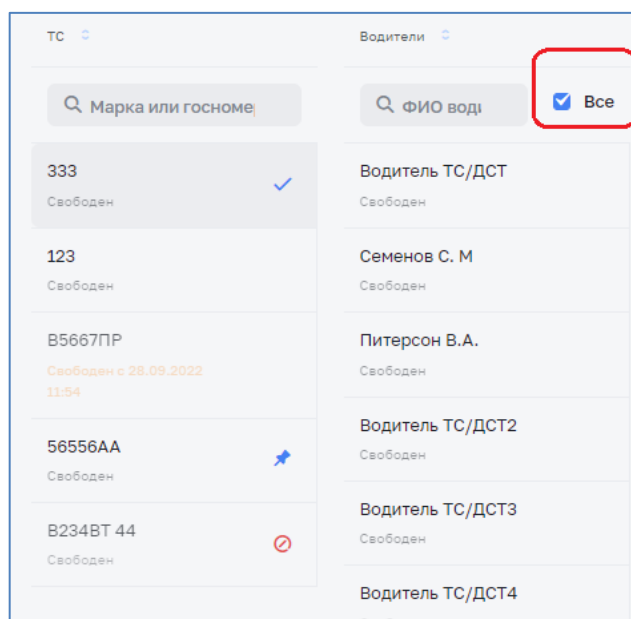 ТС
Марка или госномер
333
Свободен
123
Свободен
В5667ПР
Свободен с 28.09.2022
11:54
56556АА
Свободен
В234ВТ 44
Свободен
Водители
ФИО води
Все
Водитель ТС/ДСТ
Свободен
Семенов С. М
Свободен
Питерсон В.А.
Свободен
Водитель ТС/ДСТ2
Свободен
Водитель ТС/ДСТ3
Свободен
Водитель ТС/ДСТ4